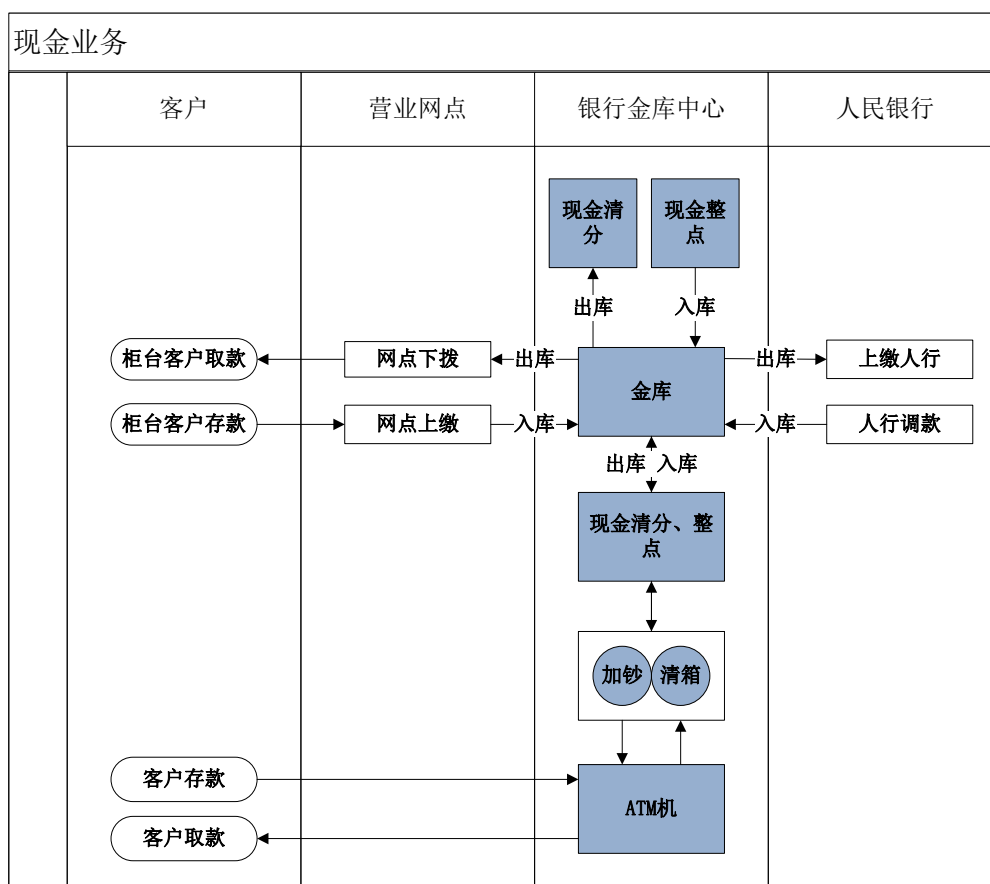 现金业务
客户
营业网点
银行金库中心
人民银行
现金清
分
现金整
点
出库
入库
柜台客户取款
网点下拨
出库
金库
出库
上缴人行
柜台客户存款
网点上缴
入库
入库
人行调款
出库 入库
现金清分、整
点
加钞
清箱
客户存款
ATM机
客户取款